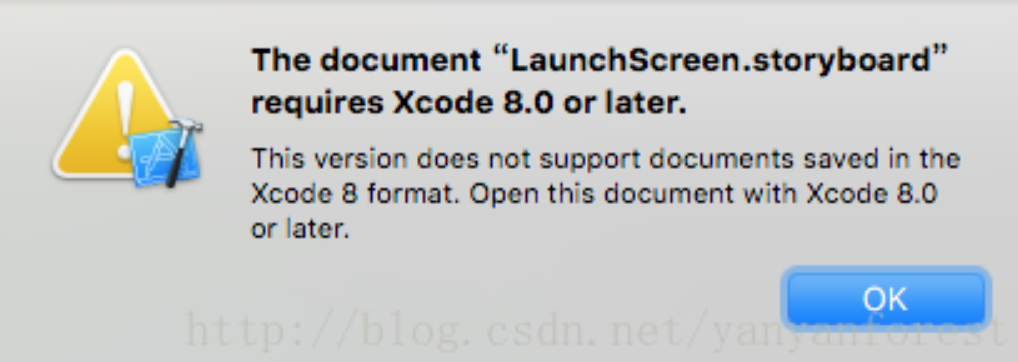 The document “LaunchScreen.storyboard”
requires Xcode 8.0 or later.
This version does not support documents saved in the
Xcode 8 format. Open this document with Xcode 8.0
or later.
OK
http://blog.csdn.net/yanyanforest